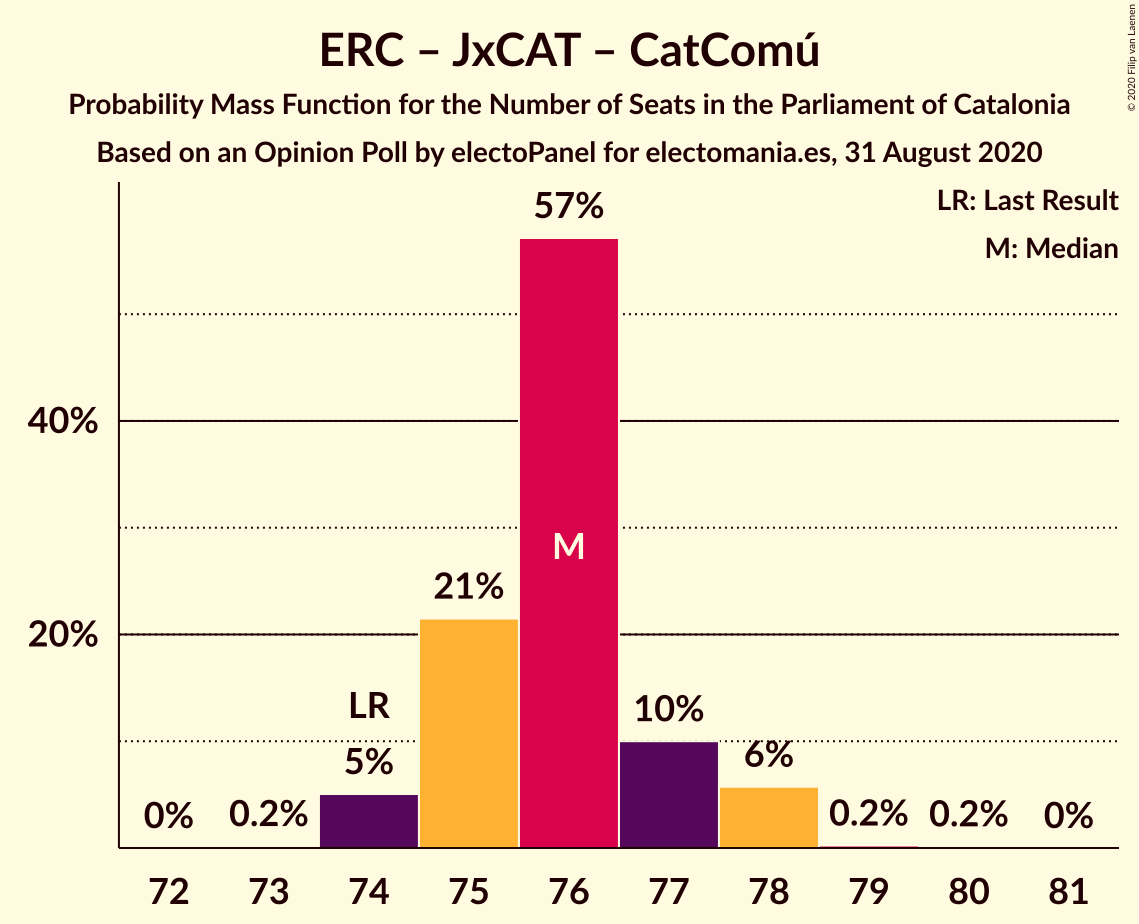 ERC – JxCAT – CatComú
Probability Mass Function for the Number of Seats in the Parliament of Catalonia
Based on an Opinion Poll by electoPanel for electomania.es, 31 August 2020
© 2020 Filip van Laenen
LR: Last Result
M: Median
57%
40%
M
21%
20%
LR
10%
5%
6%
0%
0.2%
0.2%
0.2%
0%
72 73 74 75 76 77 78 79 80 81